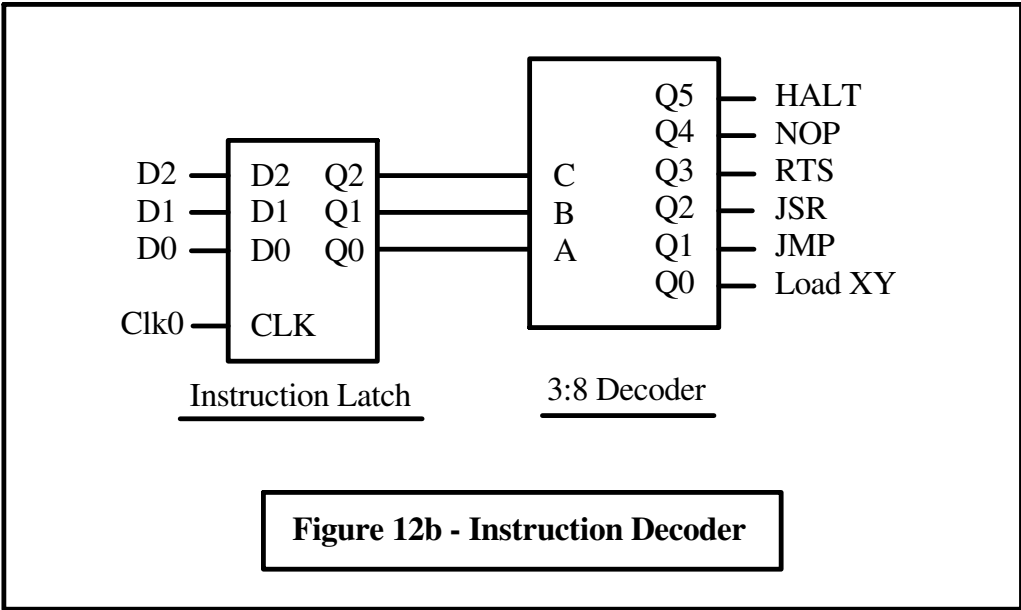 Q5 HALT
Q4 NOP
D2 D2 Q2 C Q3 RTS
D1 D1 Q1 B Q2 JSR
D0 D0 Q0 A Q1 JMP
Q0 Load XY
Clk0 CLK
Instruction Latch 3:8 Decoder
Figure 12b - Instruction Decoder